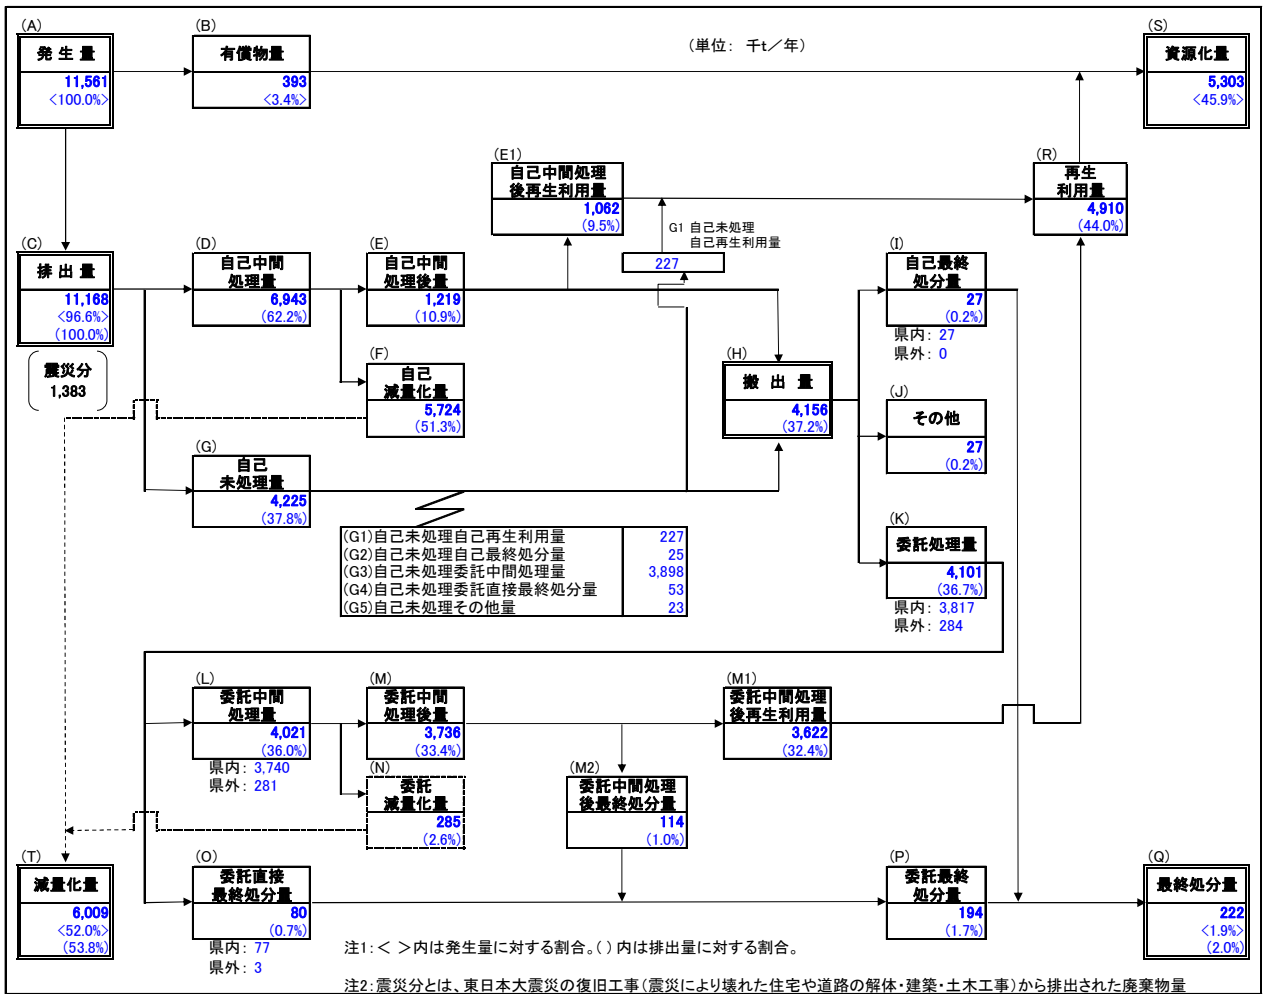 (A)
発 生 量
11,561
<100.0%>
(B)
有償物量
393
<3.4%>
(単位: 千t/年)
(S)
資源化量
5,303
<45.9%>
(E1)
自己中間処理
後再生利用量
1,062
(9.5%)
(R)
再生
利用量
4,910
(44.0%)
G1 自己未処理
自己再生利用量
227
(C)
排 出 量
11,168
<96.6%>
(100.0%)
震災分
1,383
(D)
自己中間
処理量
6,943
(62.2%)
(E)
自己中間
処理後量
1,219
(10.9%)
(F)
自己
減量化量
5,724
(51.3%)
(G)
自己
未処理量
4,225
(37.8%)
(H)
搬 出 量
4,156
(37.2%)
(I)
自己最終
処分量
27
(0.2%)
県内: 27
県外: 0
(J)
その他
27
(0.2%)
(K)
委託処理量
4,101
(36.7%)
県内: 3,817
県外: 284
(G1)自己未処理自己再生利用量 227
(G2)自己未処理自己最終処分量 25
(G3)自己未処理委託中間処理量 3,898
(G4)自己未処理委託直接最終処分量 53
(G5)自己未処理その他量 23
(L)
委託中間
処理量
4,021
(36.0%)
県内: 3,740
県外: 281
(M)
委託中間
処理後量
3,736
(33.4%)
(M1)
委託中間処理
後再生利用量
3,622
(32.4%)
(N)
委託
減量化量
285
(2.6%)
(M2)
委託中間処理
後最終処分量
114
(1.0%)
(T)
減量化量
6,009
<52.0%>
(53.8%)
(O)
委託直接
最終処分量
80
(0.7%)
県内: 77
県外: 3
(P)
委託最終
処分量
194
(1.7%)
(Q)
最終処分量
222
<1.9%>
(2.0%)
注1:< >内は発生量に対する割合。( )内は排出量に対する割合。
注2:震災分とは、東日本大震災の復旧工事(震災により壊れた住宅や道路の解体・建築・土木工事)から排出された廃棄物量